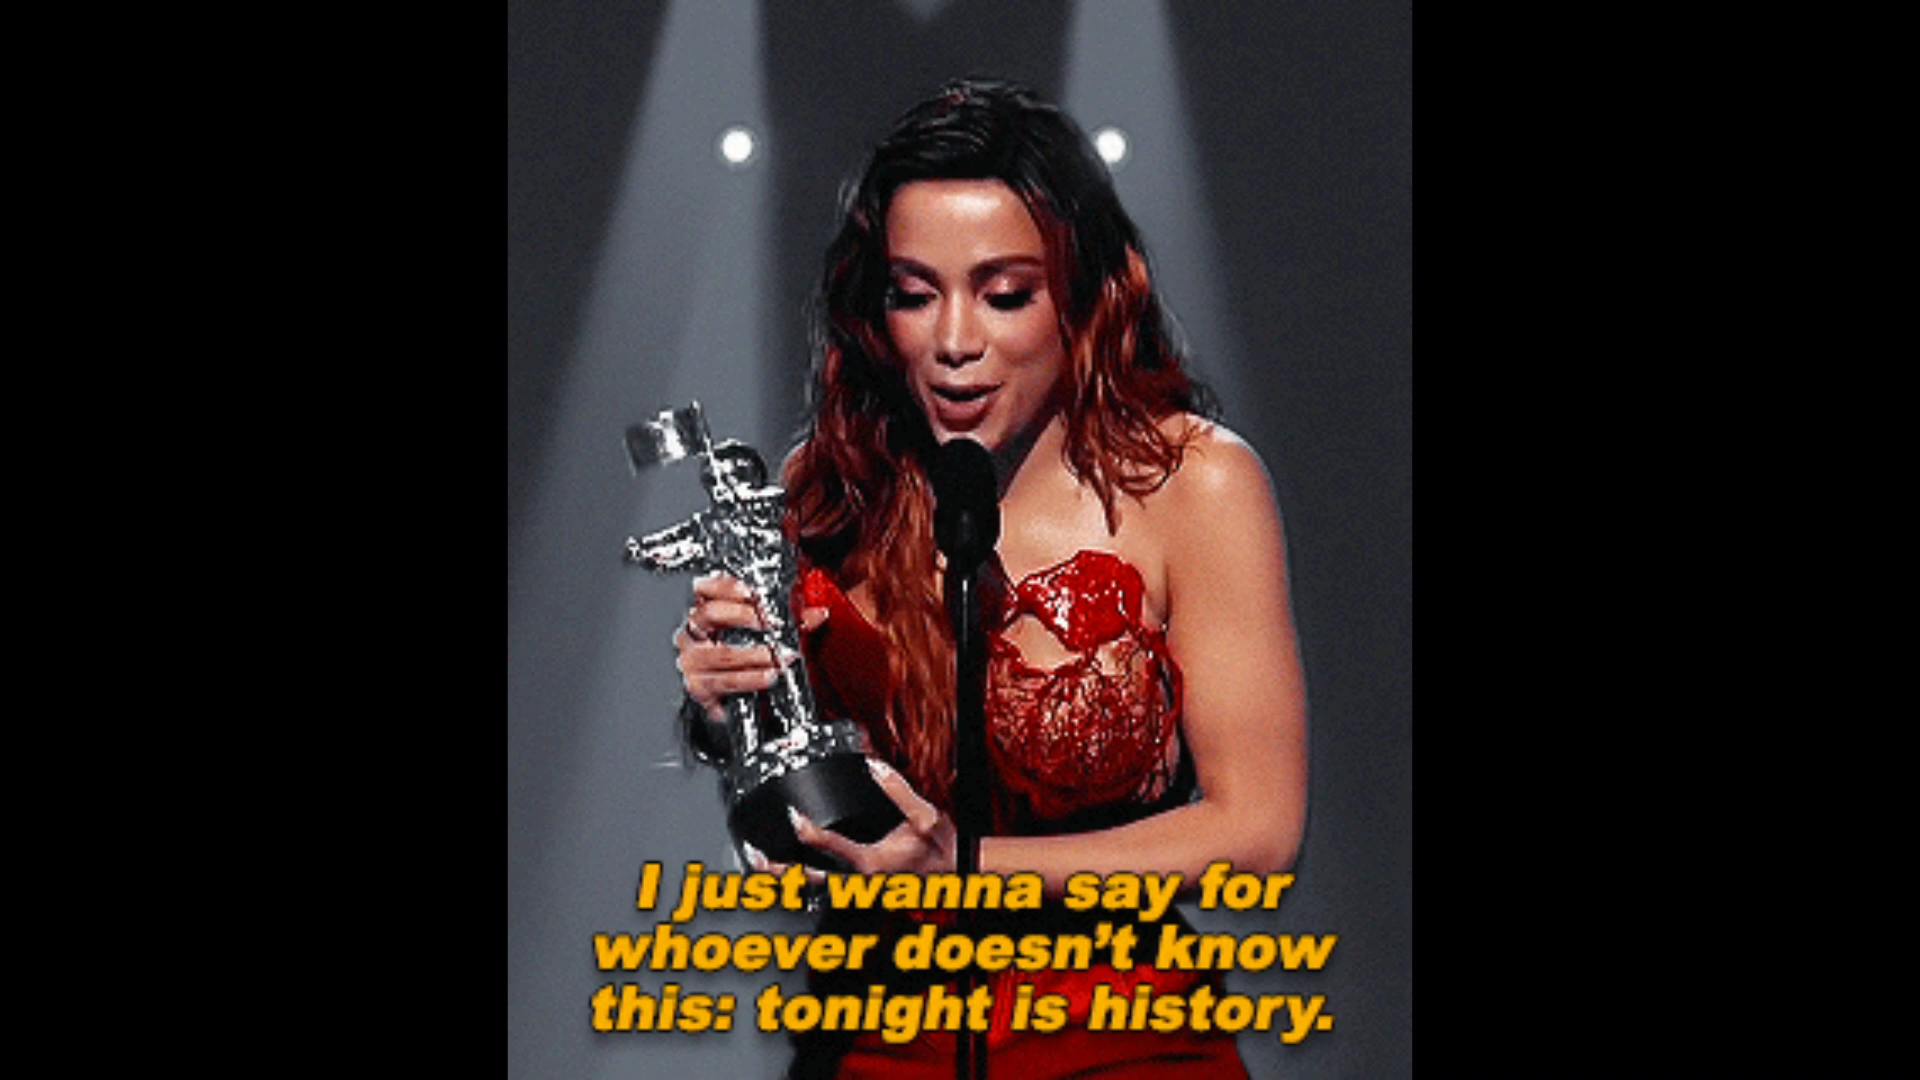 I just wanna say for
whoever doesn’t know
this: tonight is history.